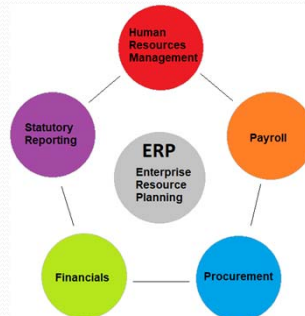 Human
Resources
Management
Statutory
Reporting
Payroll
ERP
Enterprise
Resource
Planning
Financials
Procurement